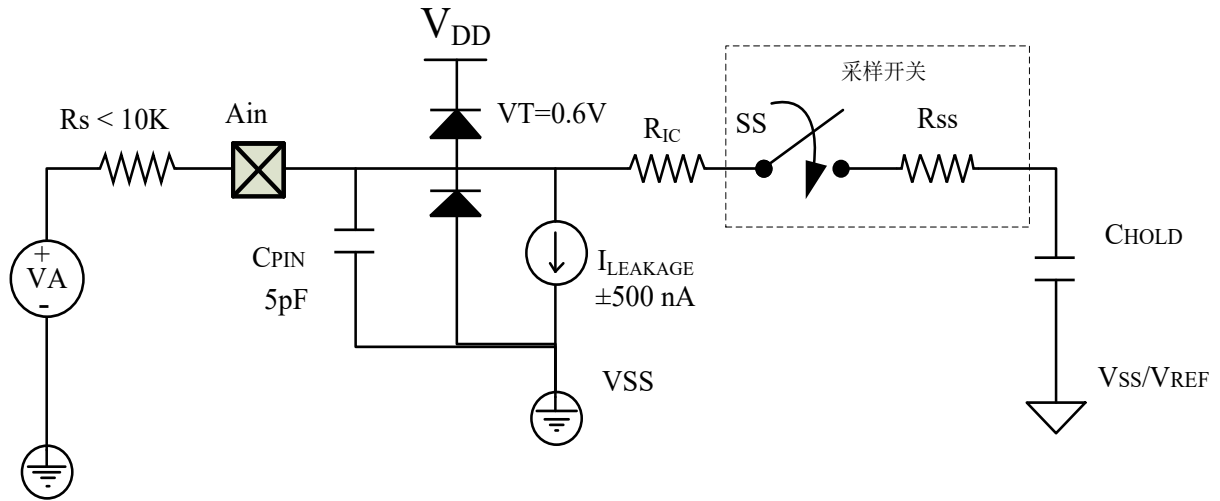 VDD
采样开关
Rs < 10K
Ain
VT=0.6V
RIC
SS
Rss
CHOLD
+
VA
-
CPIN
5pF
ILEAKAGE
±500 nA
VSS
VSS/VREF